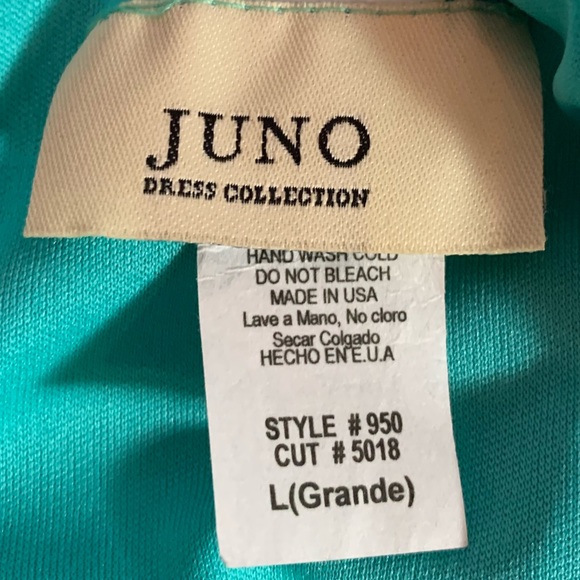 JUNO
DRESS COLLECTION
HAND WASH COLD
DO NOT BLEACH
MADE IN USA
Lave a Mano, No cloro
Secar Colgado
HECHO EN E.U.A
STYLE # 950
CUT # 5018
L(Grande)